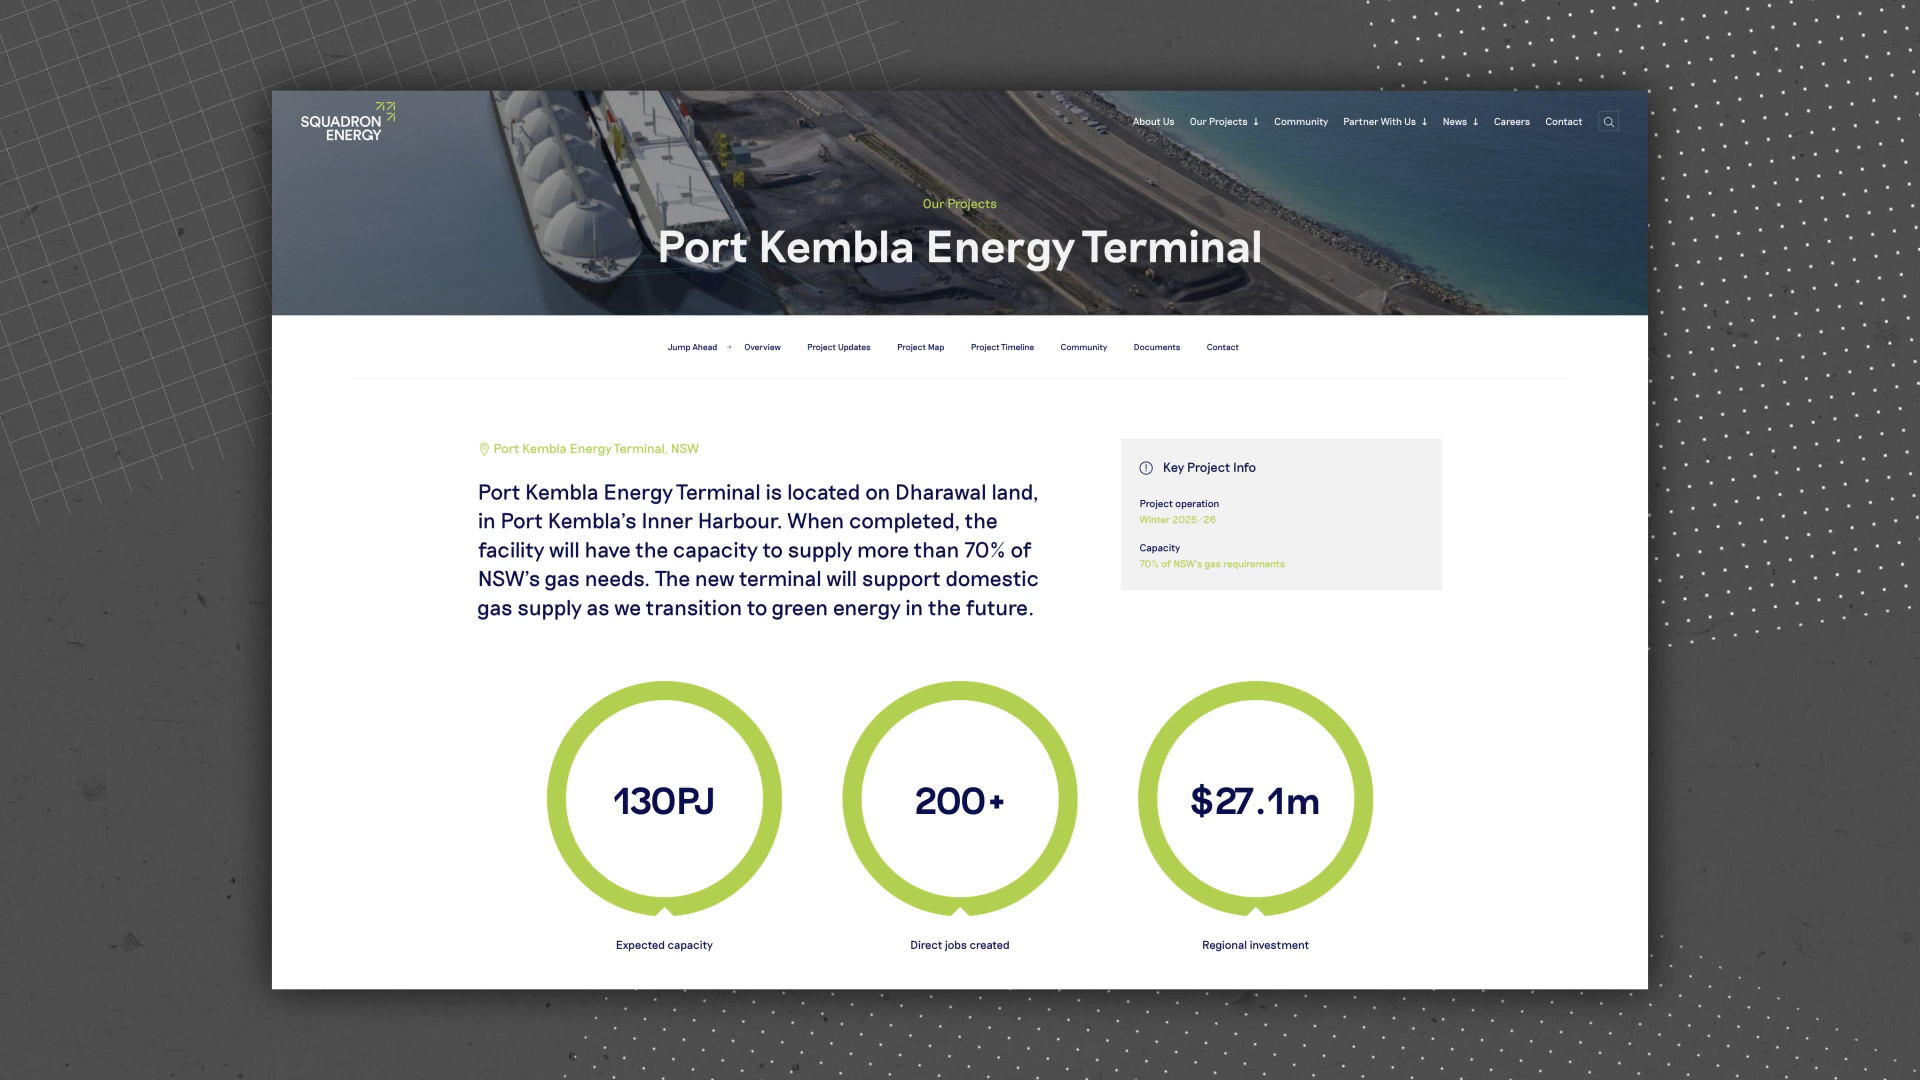 SQUADRON
ENERGY
About Us Our Projects ↓ Community Partner With Us ↓ News ↓ Careers Contact
Our Projects
Port Kembla Energy Terminal
Jump Ahead → Overview Project Updates Project Map Project Timeline Community Documents Contact
Port Kembla Energy Terminal, NSW
Port Kembla Energy Terminal is located on Dharawal land,
in Port Kembla’s Inner Harbour. When completed, the
facility will have the capacity to supply more than 70% of
NSW’s gas needs. The new terminal will support domestic
gas supply as we transition to green energy in the future.
Key Project Info
Project operation
Winter 2025/26
Capacity
70% of NSW’s gas requirements
130PJ
Expected capacity
200+
Direct jobs created
$27.1m
Regional investment